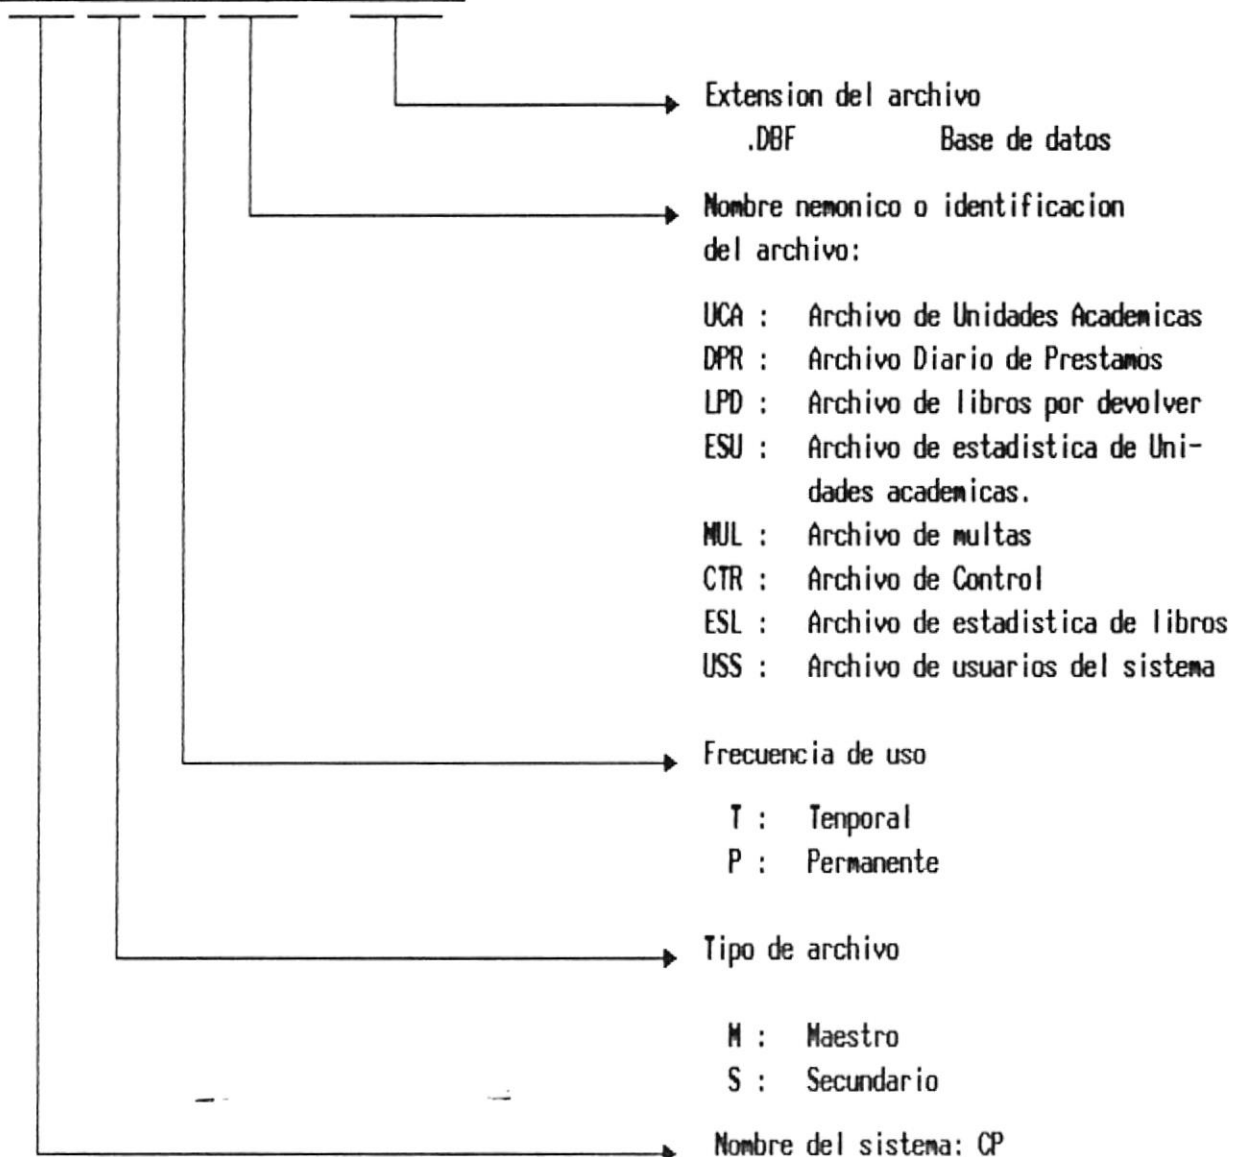 Extension del archivo
.DBF Base de datos
Nombre nemonico o identificacion
del archivo:
UCA : Archivo de Unidades Academicas
DPR : Archivo Diario de Prestamos
LPD : Archivo de libros por devolver
ESU : Archivo de estadistica de Uni-
dades academicas.
MUL : Archivo de multas
CTR : Archivo de Control
ESL : Archivo de estadistica de libros
USS : Archivo de usuarios del sistema
Frecuencia de uso
T : Temporal
P : Permanente
Tipo de archivo
M : Maestro
S : Secundario
Nombre del sistema: CP